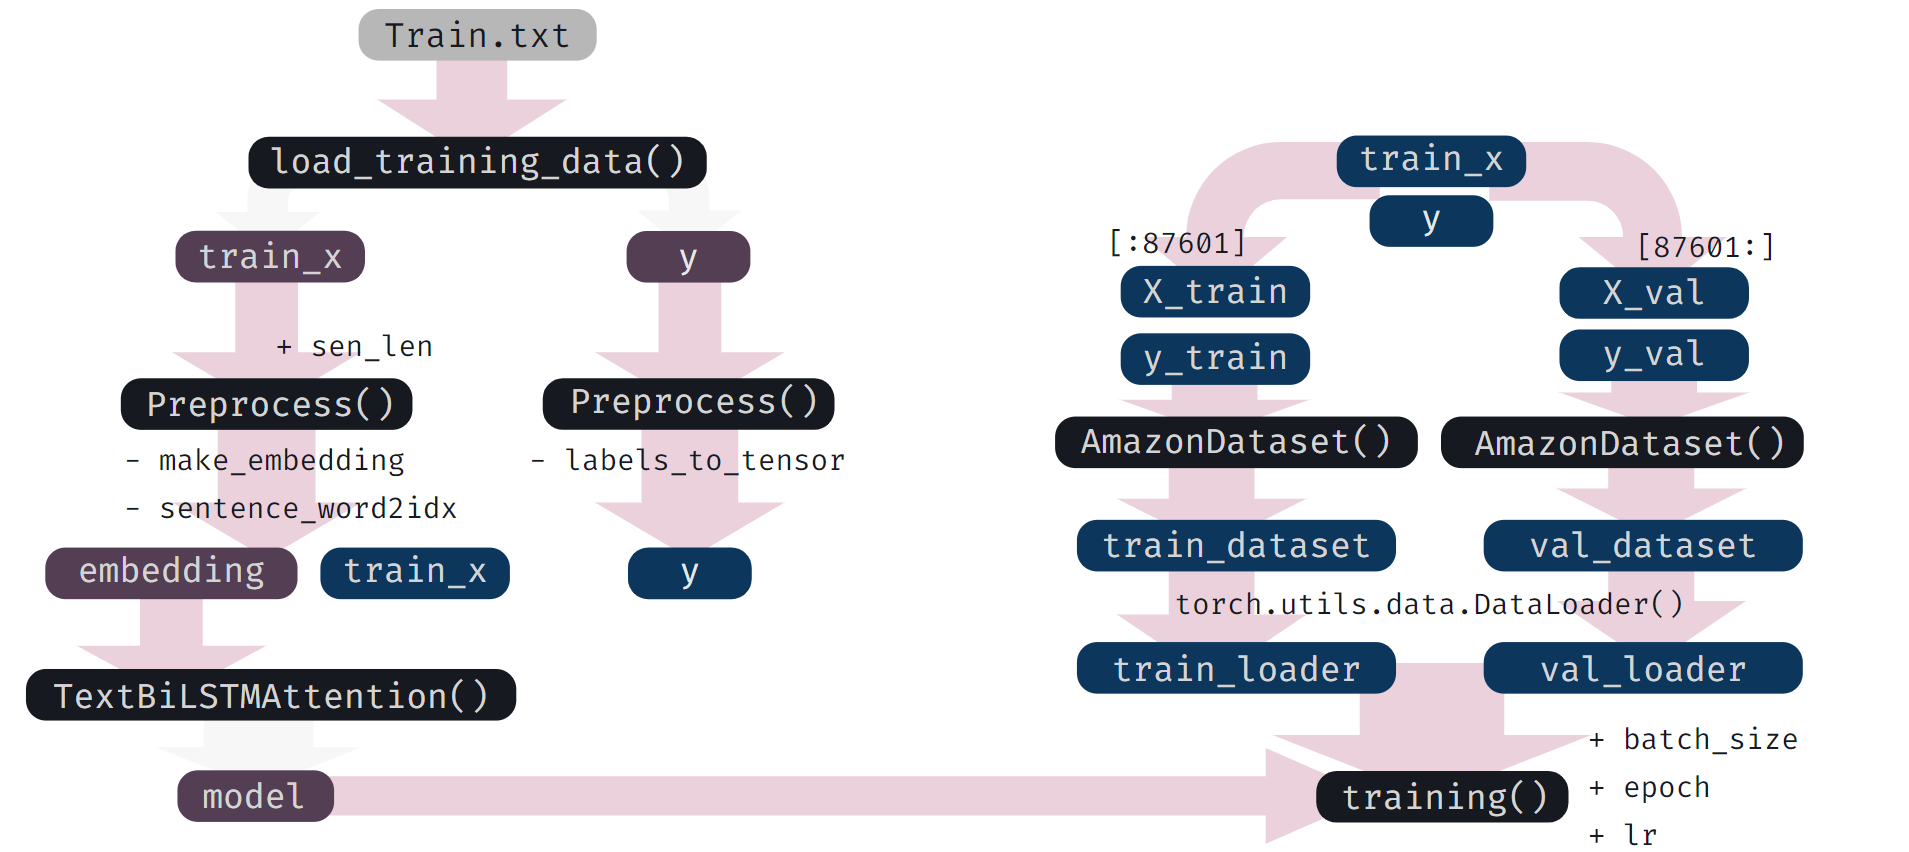 Train.txt
load_training_data()
train_x
y
+ sen_len
Preprocess()
Preprocess()
- make_embedding
- labels_to_tensor
- sentence_word2idx
embedding
train_x
y
TextBiLSTMAttention()
model
train_x
y
[:87601]
[87601:]
X_train
X_val
y_train
y_val
AmazonDataset()
AmazonDataset()
train_dataset
val_dataset
torch.utils.data.DataLoader()
train_loader
val_loader
training()
+ batch_size
+ epoch
+ lr